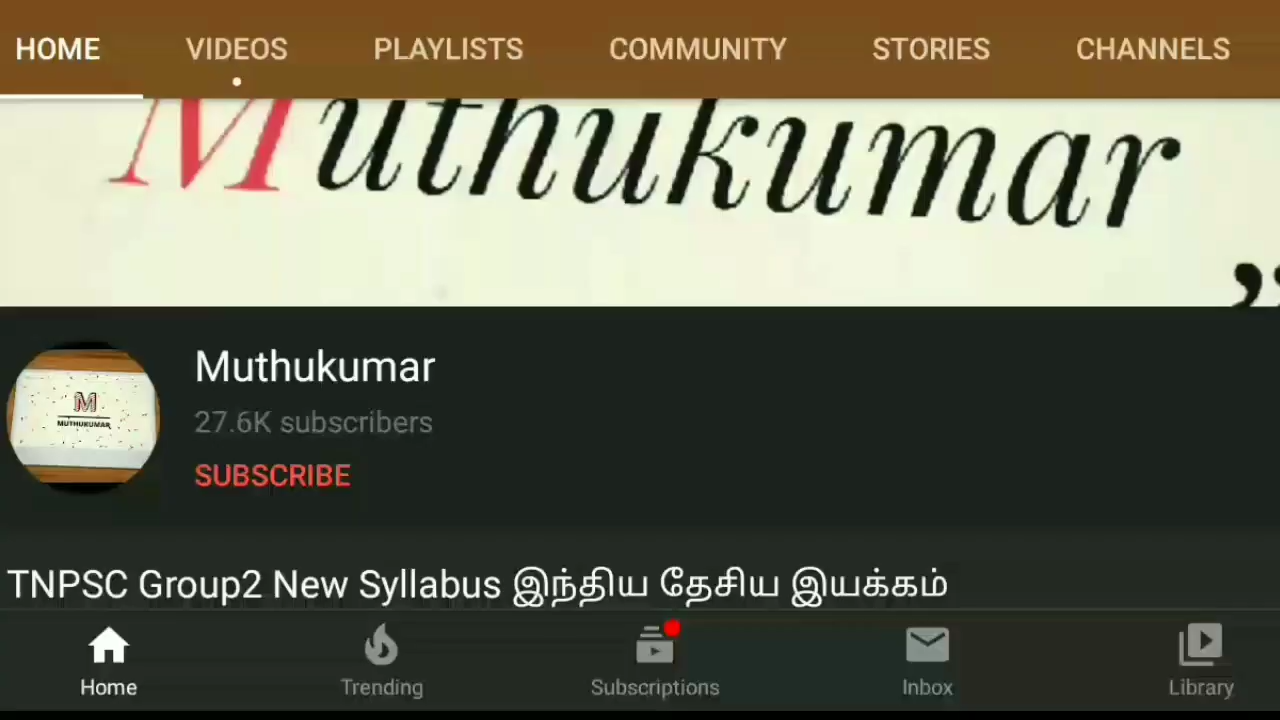 HOME VIDEOS PLAYLISTS COMMUNITY STORIES CHANNELS
Muthukumar
”
M
MUTHUKUMAR
Muthukumar
27.6K subscribers
SUBSCRIBE
TNPSC Group2 New Syllabus இந்திய தேசிய இயக்கம்
Home Trending Subscriptions Inbox Library